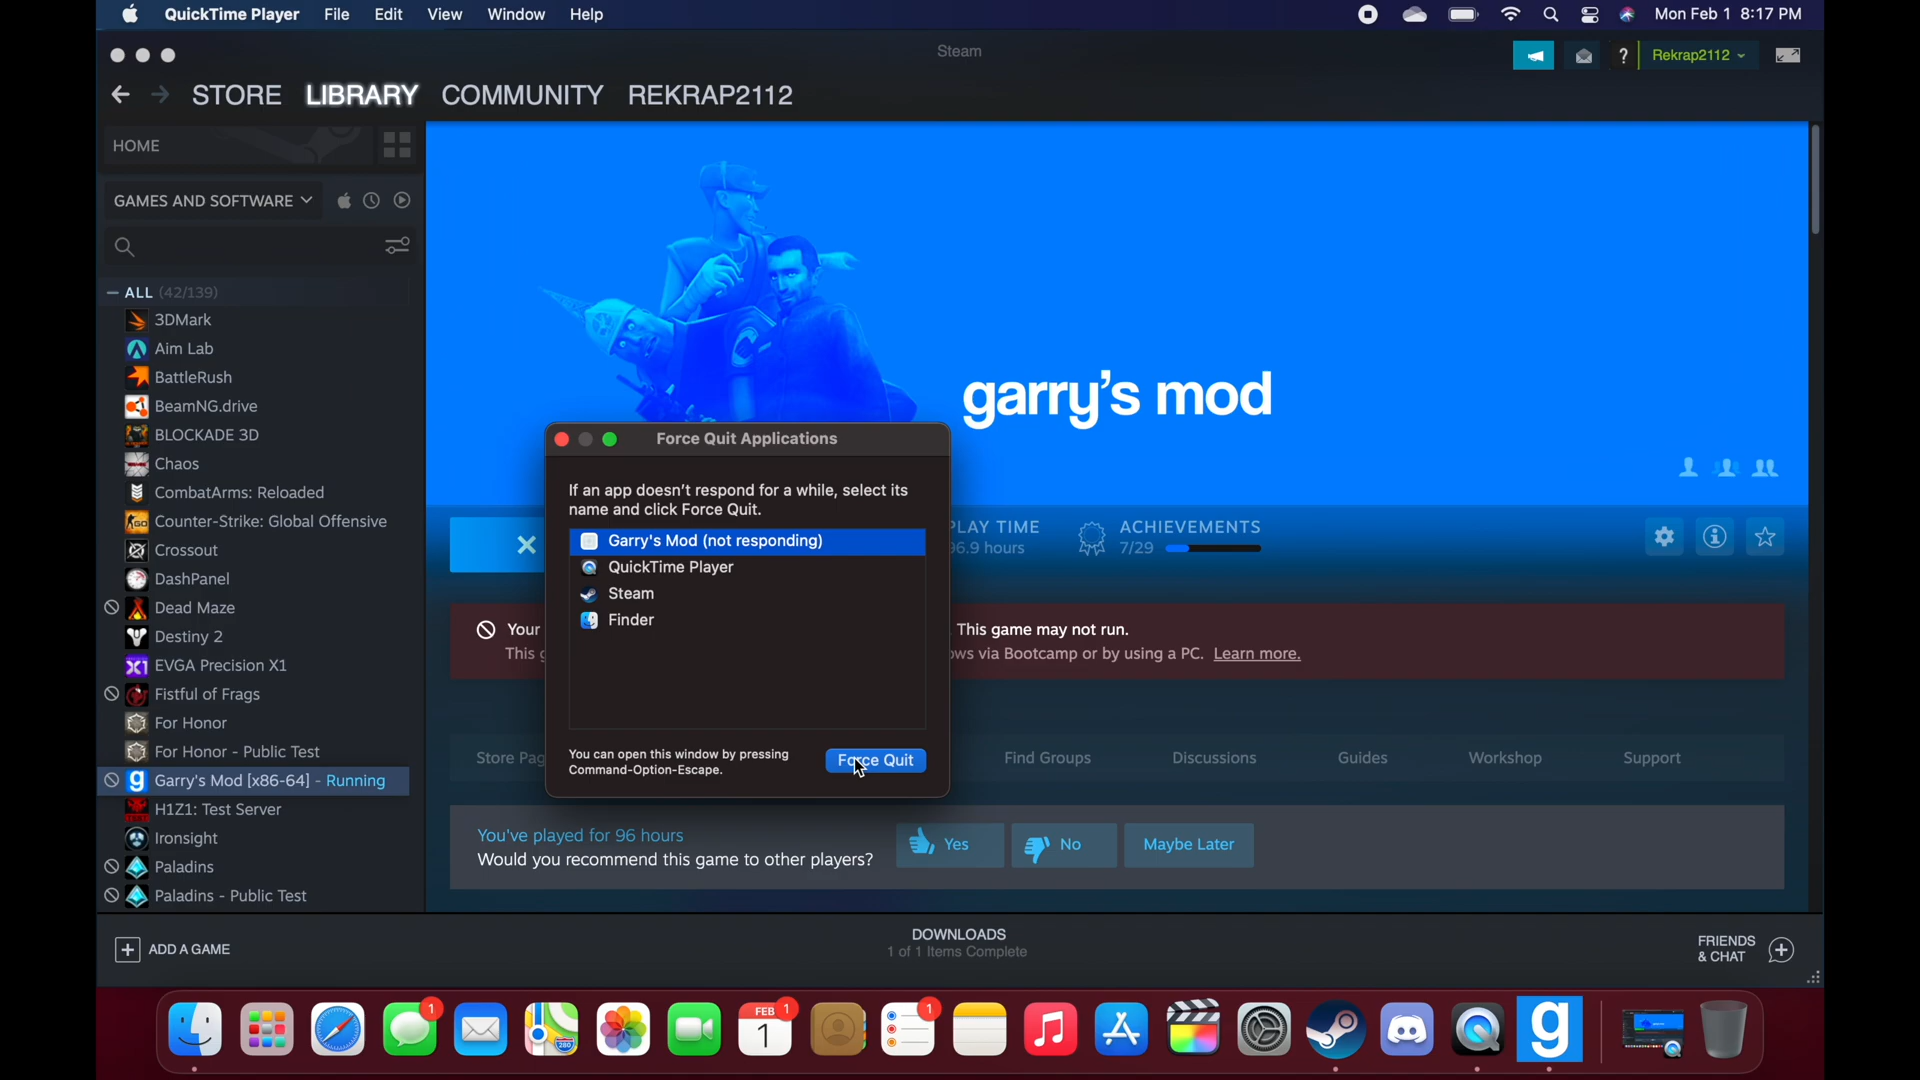 QuickTime Player File Edit View Window Help Mon Feb 1 8:17 PM
Steam
? Rekrap2112
STORE LIBRARY COMMUNITY REKRAP2112
HOME
GAMES AND SOFTWARE
ALL (42/139)
3DMark
Aim Lab
BattleRush
BeamNG.drive
BLOCKADE 3D
Chaos
CombatArms: Reloaded
Counter-Strike: Global Offensive
Crossout
DashPanel
Dead Maze
Destiny 2
EVGA Precision X1
Fistful of Frags
For Honor
For Honor - Public Test
Garry's Mod [x86-64] - Running
H1Z1: Test Server
Ironsight
Paladins
Paladins - Public Test
garry's mod
Force Quit Applications
If an app doesn't respond for a while, select its
name and click Force Quit.
Garry's Mod (not responding)
QuickTime Player
Steam
Finder
You can open this window by pressing
Command-Option-Escape.
Force Quit
PLAY TIME
96.9 hours
ACHIEVEMENTS
7/29
Your . This game may not run.
This via Bootcamp or by using a PC. Learn more.
Store Find Groups Discussions Guides Workshop Support
You've played for 96 hours
Would you recommend this game to other players?
Yes No Maybe Later
ADD A GAME
DOWNLOADS
1 of 1 Items Complete
FRIENDS
& CHAT
1
FEB
1
1
1
280
g